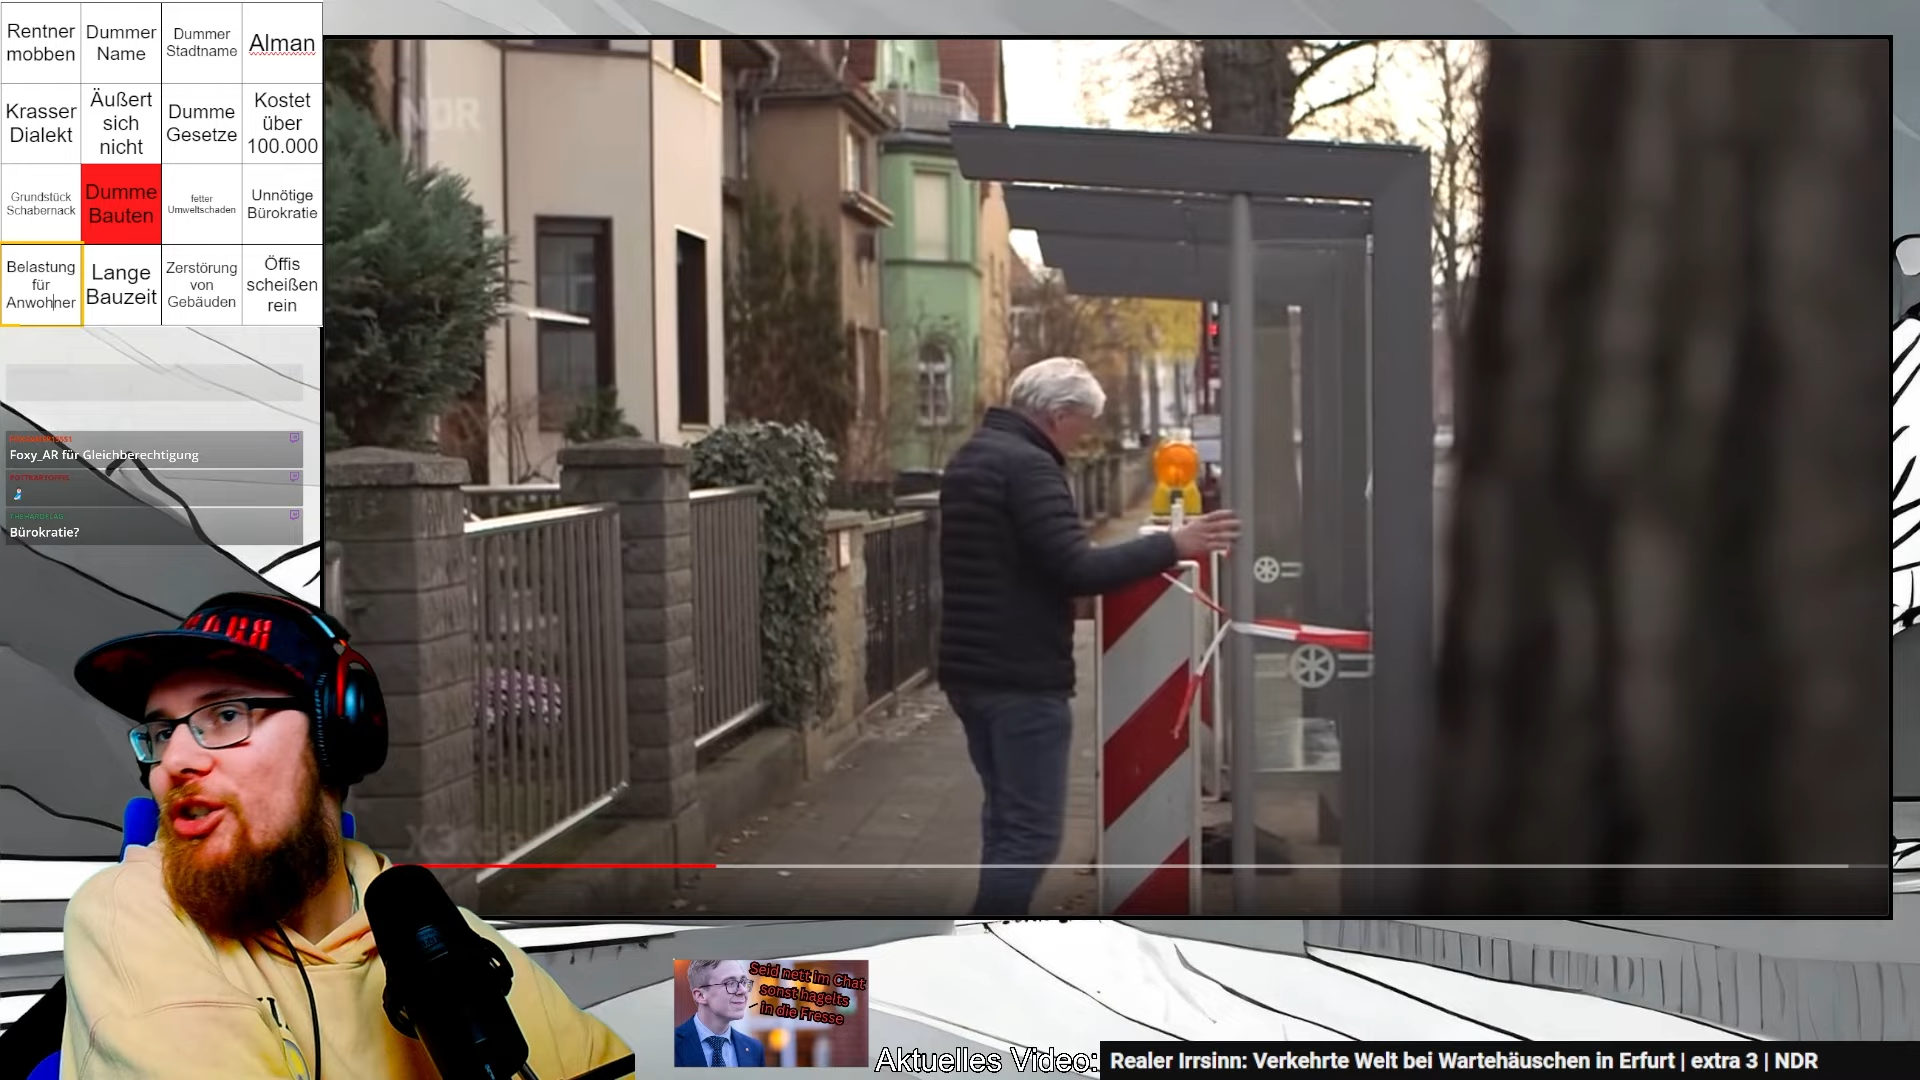 Rentner
mobben
Dummer
Name
Dummer
Stadtname
Alman
Krasser
Dialekt
Äußert
sich
nicht
Dumme
Gesetze
Kostet
über
100.000
Grundstück
Schabernack
Dumme
Bauten
fetter
Umweltschaden
Unnötige
Bürokratie
Belastung
für
Anwohner
Lange
Bauzeit
Zerstörung
von
Gebäuden
Öffis
scheißen
rein
NDR
Foxy_AR für Gleichberechtigung
Bürokratie?
Seid nett im Chat
sonst hagelts
in die Fresse
Aktuelles Video:
Realer Irrsinn: Verkehrte Welt bei Wartehäuschen in Erfurt | extra 3 | NDR